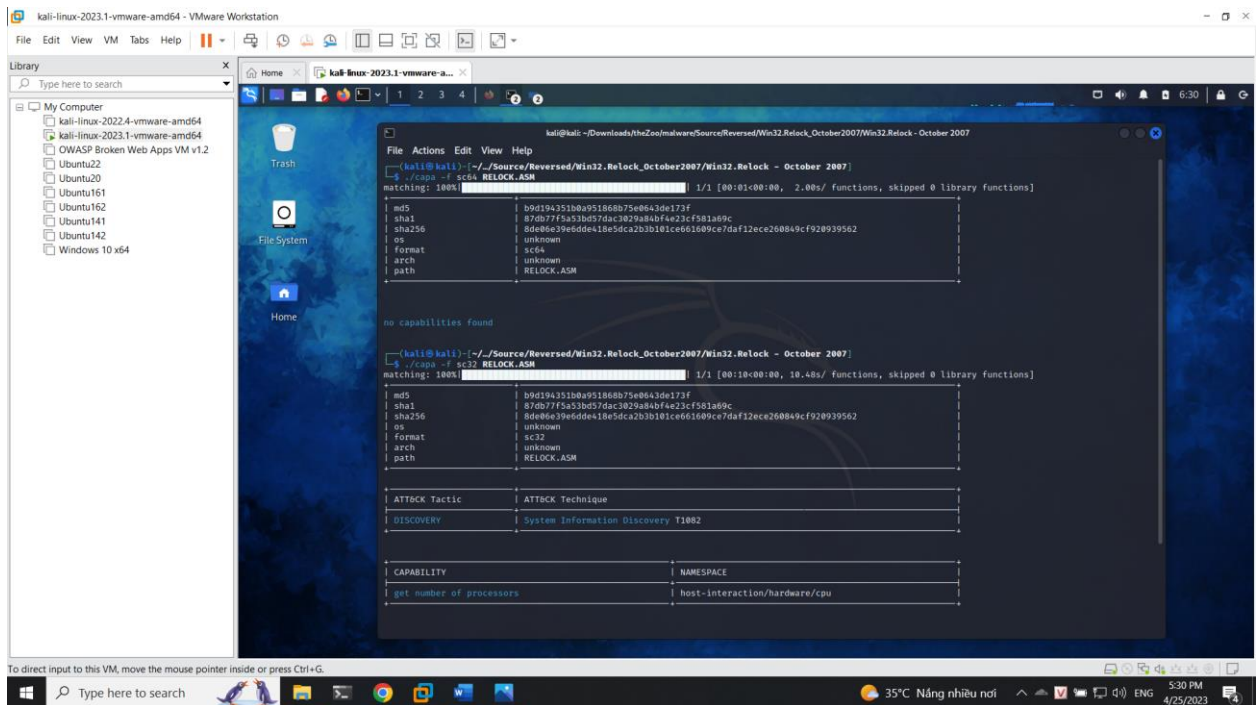 kali-linux-2023.1-vmware-amd64 - VMware Workstation
File Edit View VM Tabs Help
Library
Type here to search
My Computer
kali-linux-2022.4-vmware-amd64
kali-linux-2023.1-vmware-amd64
OWASP Broken Web Apps VM v1.2
Ubuntu22
Ubuntu20
Ubuntu161
Ubuntu162
Ubuntu141
Ubuntu142
Windows 10 x64
Home
kali-linux-2023.1-vmware-a...
1 2 3 4
6:30
Trash
File System
Home
kali@kali: ~/Downloads/theZoo/malware/Source/Reversed/Win32.Relock_October2007/Win32.Relock - October 2007
File Actions Edit View Help
(kali㉿kali)-[~/…/Source/Reversed/Win32.Relock_October2007/Win32.Relock - October 2007]
$ ./capa -f sc64 RELOCK.ASM
matching: 100%| | 1/1 [00:01<00:00, 2.00s/ functions, skipped 0 library functions]
md5 | b9d194351b0a951868b75e0643de173f
sha1 | 87db77f5a53bd57dac3029a84bf4e23cf581a69c
sha256 | 8de06e39e6dde418e5dca2b3b101ce661609ce7daf12ece260849cf920939562
os | unknown
format | sc64
arch | unknown
path | RELOCK.ASM
no capabilities found
(kali㉿kali)-[~/…/Source/Reversed/Win32.Relock_October2007/Win32.Relock - October 2007]
$ ./capa -f sc32 RELOCK.ASM
matching: 100%| | 1/1 [00:10<00:00, 10.48s/ functions, skipped 0 library functions]
md5 | b9d194351b0a951868b75e0643de173f
sha1 | 87db77f5a53bd57dac3029a84bf4e23cf581a69c
sha256 | 8de06e39e6dde418e5dca2b3b101ce661609ce7daf12ece260849cf920939562
os | unknown
format | sc32
arch | unknown
path | RELOCK.ASM
ATT&CK Tactic | ATT&CK Technique
DISCOVERY | System Information Discovery T1082
CAPABILITY | NAMESPACE
get number of processors | host-interaction/hardware/cpu
To direct input to this VM, move the mouse pointer inside or press Ctrl+G.
Type here to search
35°C Nắng nhiều nơi
ENG
5:30 PM
4/25/2023
4